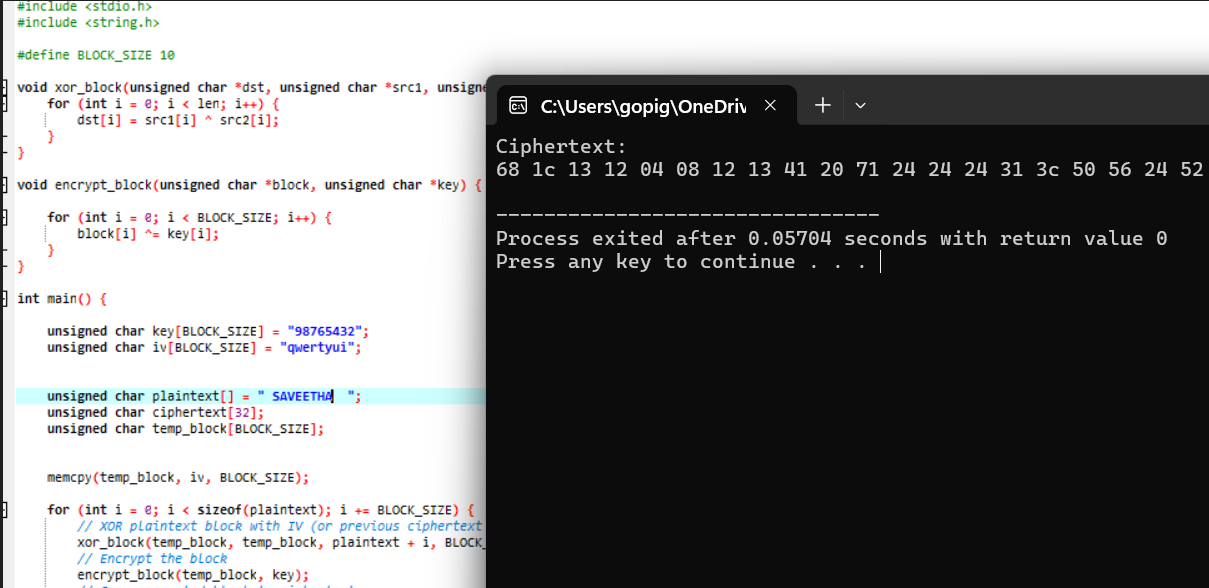 #include <stdio.h>
#include <string.h>
#define BLOCK_SIZE 10
void xor_block(unsigned char *dst, unsigned char *src1, unsigne
for (int i = 0; i < len; i++) {
dst[i] = src1[i] ^ src2[i];
}
}
void encrypt_block(unsigned char *block, unsigned char *key) {
for (int i = 0; i < BLOCK_SIZE; i++) {
block[i] ^= key[i];
}
}
int main() {
unsigned char key[BLOCK_SIZE] = "98765432";
unsigned char iv[BLOCK_SIZE] = "qwertyui";
unsigned char plaintext[] = " SAVEETHA  ";
unsigned char ciphertext[32];
unsigned char temp_block[BLOCK_SIZE];
memcpy(temp_block, iv, BLOCK_SIZE);
for (int i = 0; i < sizeof(plaintext); i += BLOCK_SIZE) {
// XOR plaintext block with IV (or previous ciphertext
xor_block(temp_block, temp_block, plaintext + i, BLOCK_
// Encrypt the block
encrypt_block(temp_block, key);
C:\Users\gopig\OneDriv
Ciphertext:
68 1c 13 12 04 08 12 13 41 20 71 24 24 24 31 3c 50 56 24 52
--------------------------------
Process exited after 0.05704 seconds with return value 0
Press any key to continue . . .